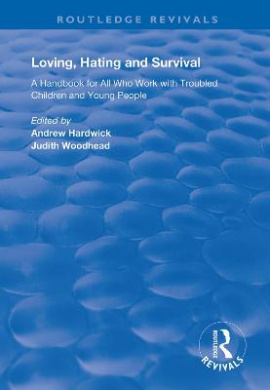 ROUTLEDGE REVIVALS
Loving, Hating and Survival
A Handbook for All Who Work with Troubled
Children and Young People
Edited by
Andrew Hardwick
Judith Woodhead
ROUTLEDGE
REVIVALS